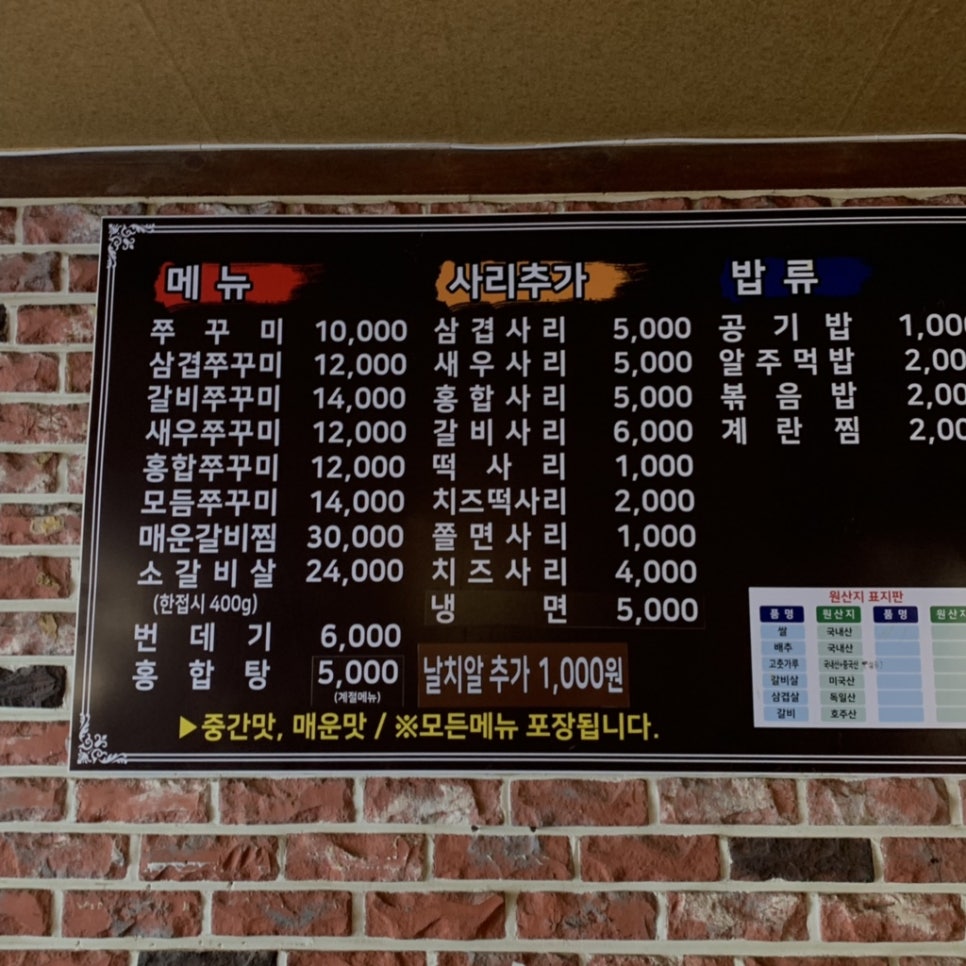 메뉴
쭈꾸미 10,000
삼겹쭈꾸미 12,000
갈비쭈꾸미 14,000
새우쭈꾸미 12,000
홍합쭈꾸미 12,000
모듬쭈꾸미 14,000
매운갈비찜 30,000
소갈비살 24,000
(한접시 400g)
번데기 6,000
홍합탕 5,000
(계절메뉴)
사리추가
삼겹사리 5,000
새우사리 5,000
홍합사리 5,000
갈비사리 6,000
떡사리 1,000
치즈떡사리 2,000
쫄면사리 1,000
치즈사리 4,000
냉면 5,000
날치알 추가 1,000원
밥류
공기밥 1,00
알주먹밥 2,00
볶음밥 2,00
계란찜 2,00
▶중간맛, 매운맛 / ※모든메뉴 포장됩니다.
원산지 표지판
품명 원산지 품명 원산지
쌀 국내산
배추 국내산
고춧가루 국내산+중국산
갈비살 미국산
삼겹살 독일산
갈비 호주산